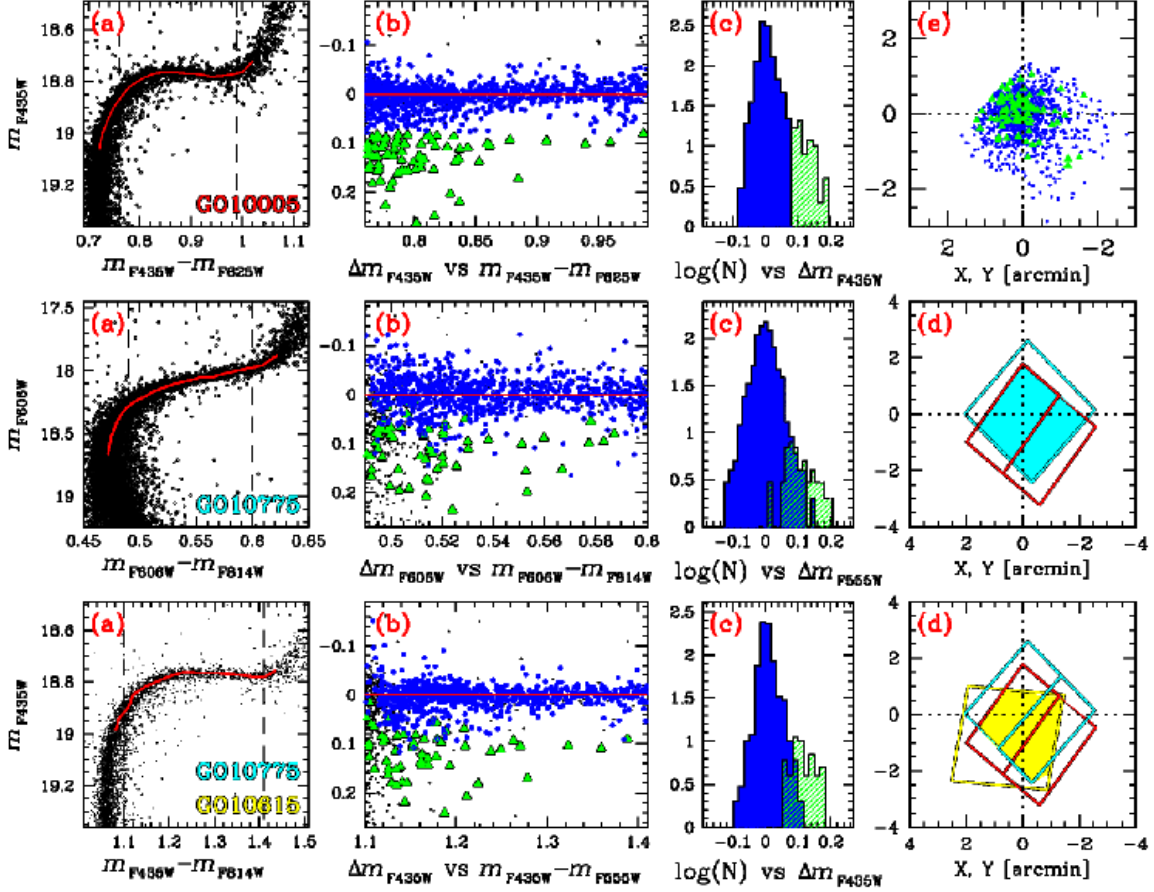 (a) (b) (c) (e)
18.6 18.8 19 19.2
m F435W
GO10005
0.7 0.8 0.9 1 1.1
m F435W − m F625W
−0.1 0 0.1 0.2
0.8 0.85 0.9 0.95
Δm F435W vs m F435W − m F625W
2.5 2 1.5 1 0.5 0
−0.1 0 0.1 0.2
log(N) vs Δm F435W
2 0 −2
2 0 −2
X, Y [arcmin]
(a) (b) (c) (d)
17.5 18 18.5 19
m F606W
GO10775
0.45 0.5 0.55 0.6 0.65
m F606W − m F814W
−0.1 0 0.1 0.2
0.5 0.52 0.54 0.56 0.58 0.6
Δm F606W vs m F606W − m F814W
2 1.5 1 0.5 0
−0.1 0 0.1 0.2
log(N) vs Δm F555W
4 2 0 −2 −4
4 2 0 −2 −4
X, Y [arcmin]
(a) (b) (c) (d)
18.6 18.8 19 19.2
m F435W
GO10775
GO10615
1.1 1.2 1.3 1.4 1.5
m F435W − m F814W
−0.1 0 0.1 0.2
1.1 1.2 1.3 1.4
Δm F435W vs m F435W − m F555W
2.5 2 1.5 1 0.5 0
−0.1 0 0.1 0.2
log(N) vs Δm F435W
4 2 0 −2 −4
4 2 0 −2 −4
X, Y [arcmin]